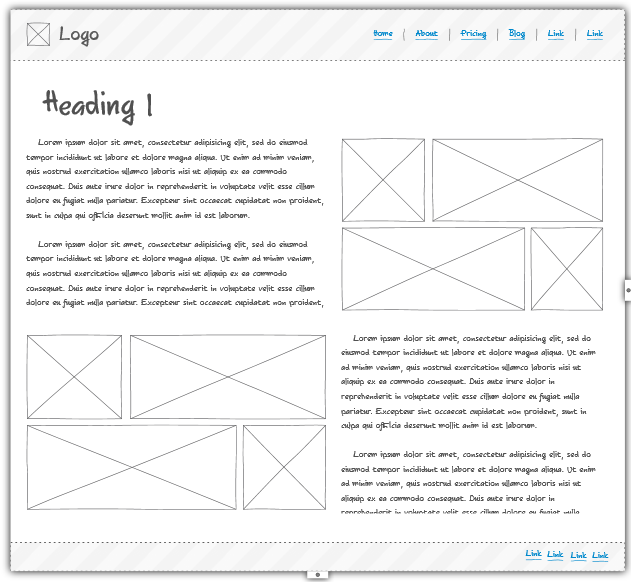 Logo
Home | About | Pricing | Blog | Link | Link
Heading 1
Lorem ipsum dolor sit amet, consectetur adipisicing elit, sed do eiusmod
tempor incididunt ut labore et dolore magna aliqua. Ut enim ad minim veniam,
quis nostrud exercitation ullamco laboris nisi ut aliquip ex ea commodo
consequat. Duis aute irure dolor in reprehenderit in voluptate velit esse cillum
dolore eu fugiat nulla pariatur. Excepteur sint occaecat cupidatat non proident,
sunt in culpa qui officia deserunt mollit anim id est laborum.
Lorem ipsum dolor sit amet, consectetur adipisicing elit, sed do eiusmod
tempor incididunt ut labore et dolore magna aliqua. Ut enim ad minim veniam,
quis nostrud exercitation ullamco laboris nisi ut aliquip ex ea commodo
consequat. Duis aute irure dolor in reprehenderit in voluptate velit esse cillum
dolore eu fugiat nulla pariatur. Excepteur sint occaecat cupidatat non proident,
Lorem ipsum dolor sit amet, consectetur adipisicing elit, sed do
eiusmod tempor incididunt ut labore et dolore magna aliqua. Ut enim
ad minim veniam, quis nostrud exercitation ullamco laboris nisi ut
aliquip ex ea commodo consequat. Duis aute irure dolor in
reprehenderit in voluptate velit esse cillum dolore eu fugiat nulla
pariatur. Excepteur sint occaecat cupidatat non proident, sunt in
culpa qui officia deserunt mollit anim id est laborum.
Lorem ipsum dolor sit amet, consectetur adipisicing elit, sed do
eiusmod tempor incididunt ut labore et dolore magna aliqua. Ut enim
ad minim veniam, quis nostrud exercitation ullamco laboris nisi ut
aliquip ex ea commodo consequat. Duis aute irure dolor in
reprehenderit in voluptate velit esse cillum dolore eu fugiat nulla
Link Link Link Link